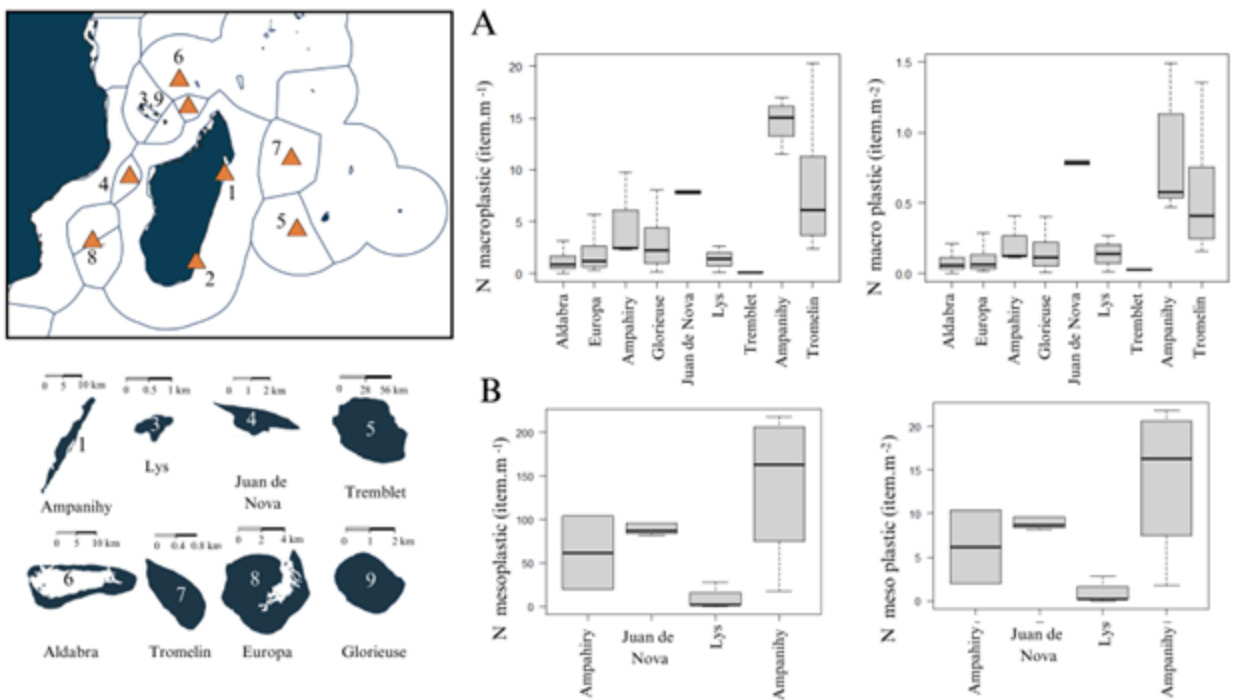 A
6
3,9
7
4
1
5
8
2
N macroplastic (item.m-1)
20
15
10
5
0
Aldabra
Europa
Ampahiry
Glorieuse
Juan de Nova
Lys
Tremblet
Ampanihy
Tromelin
N macro plastic (item.m-2)
1.5
1.0
0.5
0.0
Aldabra
Europa
Ampahiry
Glorieuse
Juan de Nova
Lys
Tremblet
Ampanihy
Tromelin
0 5 10 km
1
Ampanihy
0 0.5 1 km
3
Lys
0 1 2 km
4
Juan de
Nova
0 28 56 km
5
Tremblet
0 5 10 km
6
Aldabra
0 0.4 0.8 km
7
Tromelin
0 2 4 km
8
Europa
0 1 2 km
9
Glorieuse
B
N mesoplastic (item.m-1)
200
150
100
50
0
Ampahiry
Juan de
Nova
Lys
Ampanihy
N meso plastic (item.m-2)
20
15
10
5
0
Ampahiry
Juan de
Nova
Lys
Ampanihy